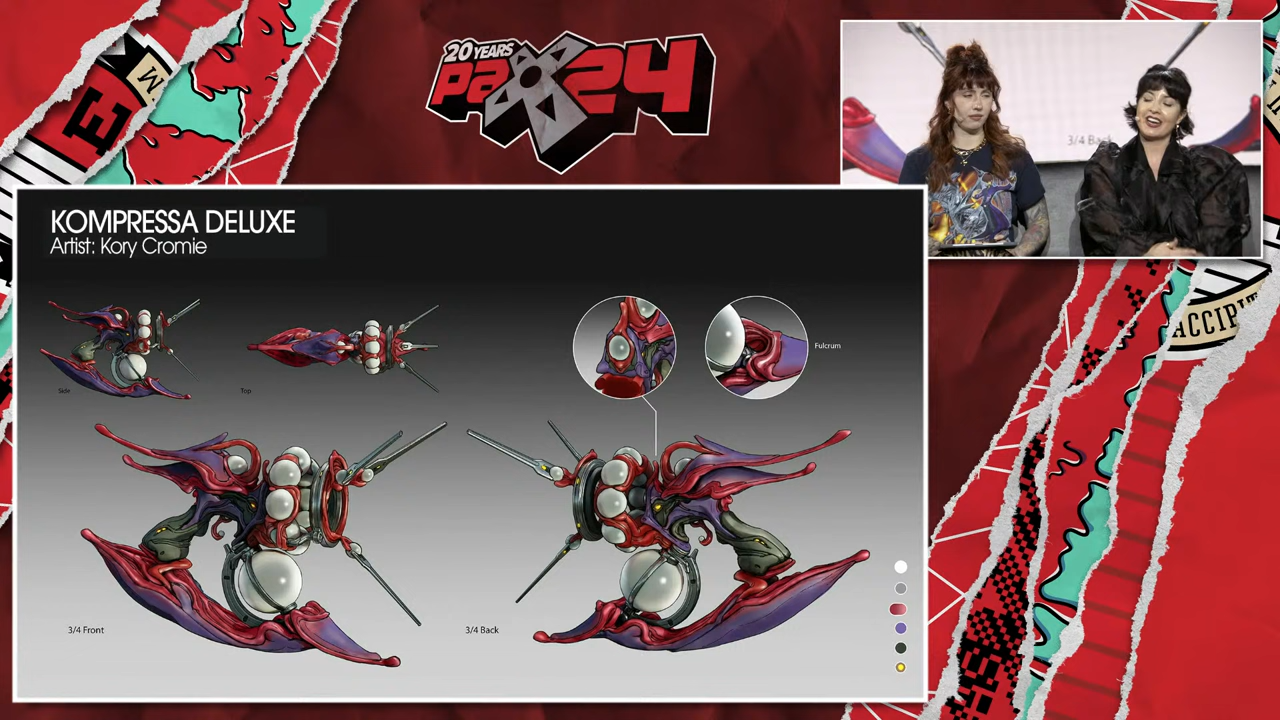 20 YEARS
PAX24
3/4 Back
KOMPRESSA DELUXE
Artist: Kory Cromie
Side
Top
Fulcrum
3/4 Front
3/4 Back
ACCIPIT
E
M